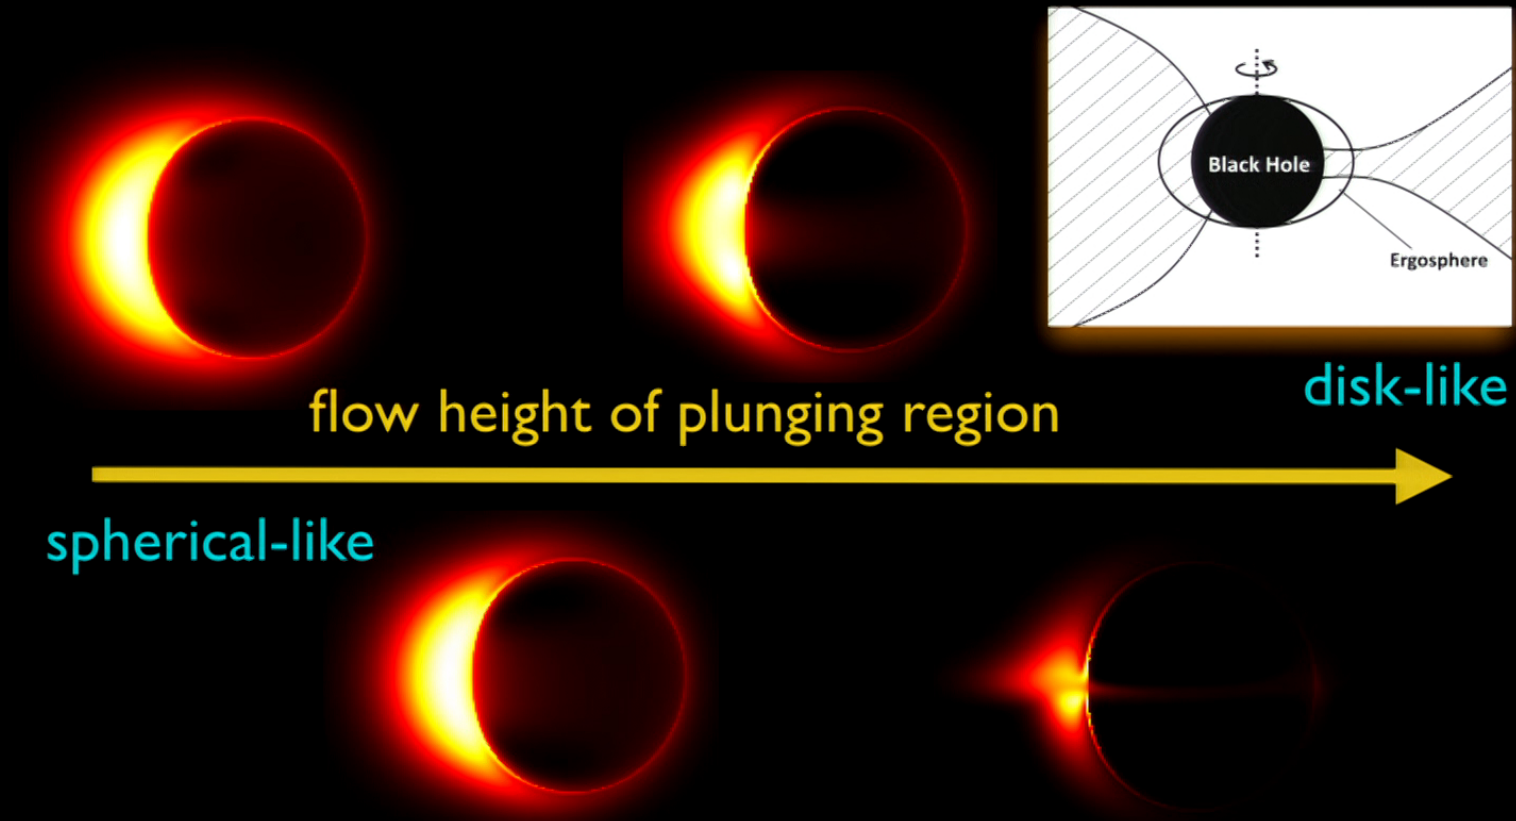 Black Hole
Ergosphere
disk-like
flow height of plunging region
spherical-like